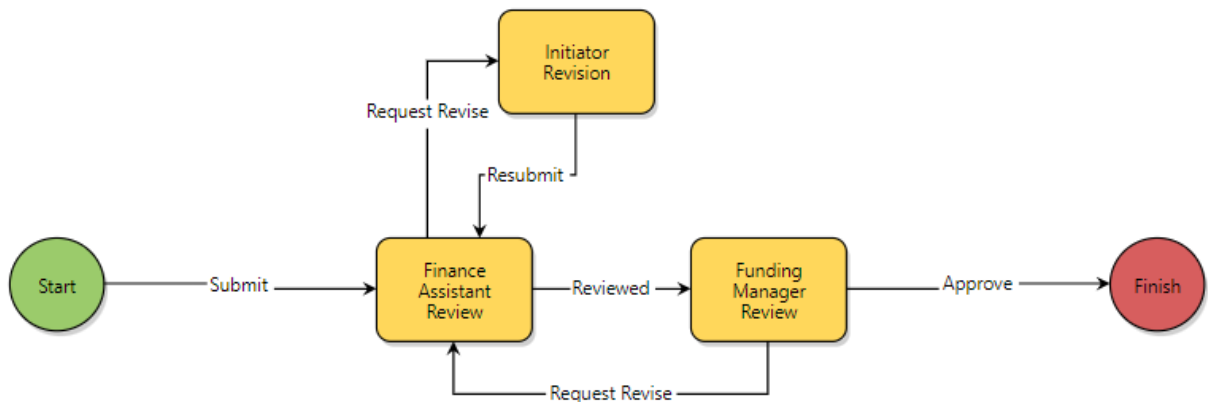 Initiator
Revision
Request Revise
Resubmit
Start
Submit
Finance
Assistant
Review
Reviewed
Funding
Manager
Review
Approve
Finish
Request Revise